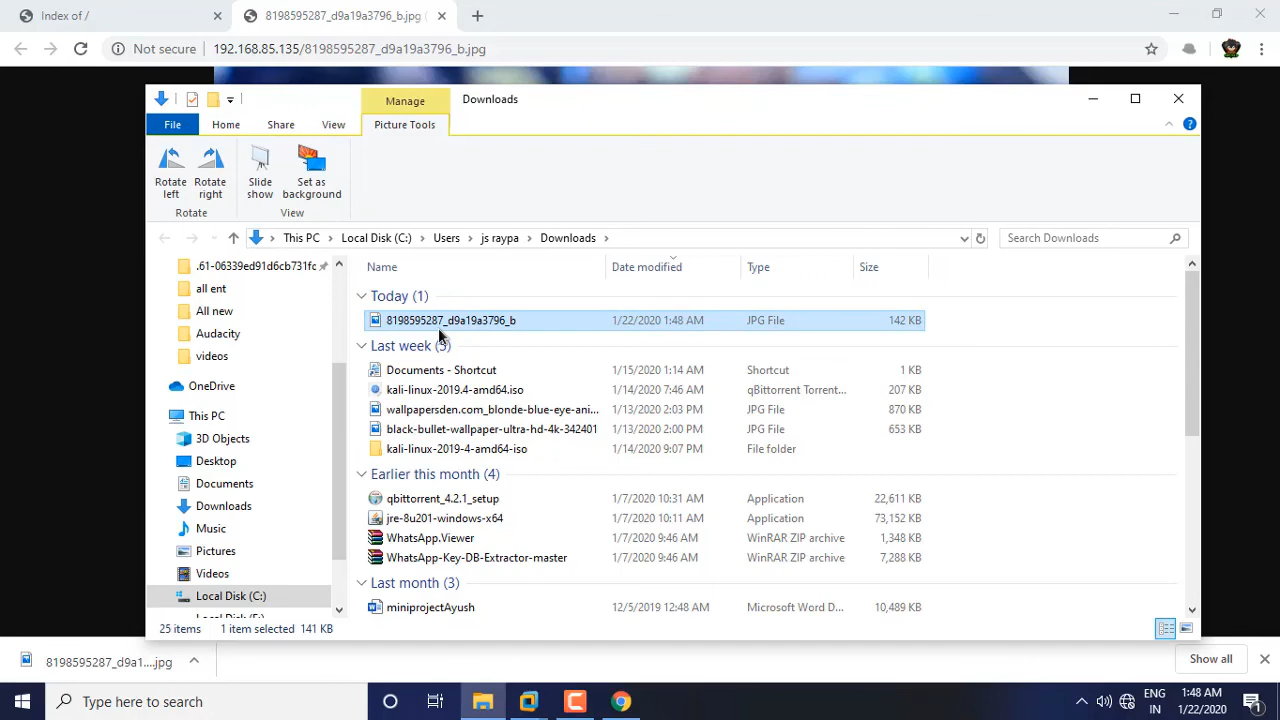 Index of /
8198595287_d9a19a3796_b.jpg (
Not secure
192.168.85.135/8198595287_d9a19a3796_b.jpg
Manage
Downloads
File
Home
Share
View
Picture Tools
Rotate left
Rotate right
Slide show
Set as background
Rotate
View
This PC
Local Disk (C:)
Users
js raypa
Downloads
Search Downloads
Name
Date modified
Type
Size
.61-06339ed91d6cb731fc
all ent
All new
Audacity
videos
OneDrive
This PC
3D Objects
Desktop
Documents
Downloads
Music
Pictures
Videos
Local Disk (C:)
Today (1)
8198595287_d9a19a3796_b 1/22/2020 1:48 AM JPG File 142 KB
Last week (5)
Documents - Shortcut 1/15/2020 1:14 AM Shortcut 1 KB
kali-linux-2019.4-amd64.iso 1/14/2020 7:46 AM qBittorrent Torrent... 207 KB
wallpapersden.com_blonde-blue-eye-ani... 1/13/2020 2:03 PM JPG File 870 KB
black-bullet-wallpaper-ultra-hd-4k-342401 1/13/2020 2:00 PM JPG File 653 KB
kali-linux-2019-4-amd64-iso 1/14/2020 9:07 PM File folder
Earlier this month (4)
qbittorrent_4.2.1_setup 1/7/2020 10:31 AM Application 22,611 KB
jre-8u201-windows-x64 1/7/2020 10:11 AM Application 73,152 KB
WhatsApp.Viewer 1/7/2020 9:46 AM WinRAR ZIP archive 1,348 KB
WhatsApp-Key-DB-Extractor-master 1/7/2020 9:46 AM WinRAR ZIP archive 7,288 KB
Last month (3)
miniprojectAyush 12/5/2019 12:48 AM Microsoft Word D... 10,489 KB
25 items
1 item selected 141 KB
8198595287_d9a1....jpg
Show all
Type here to search
ENG
IN
1:48 AM
1/22/2020
1